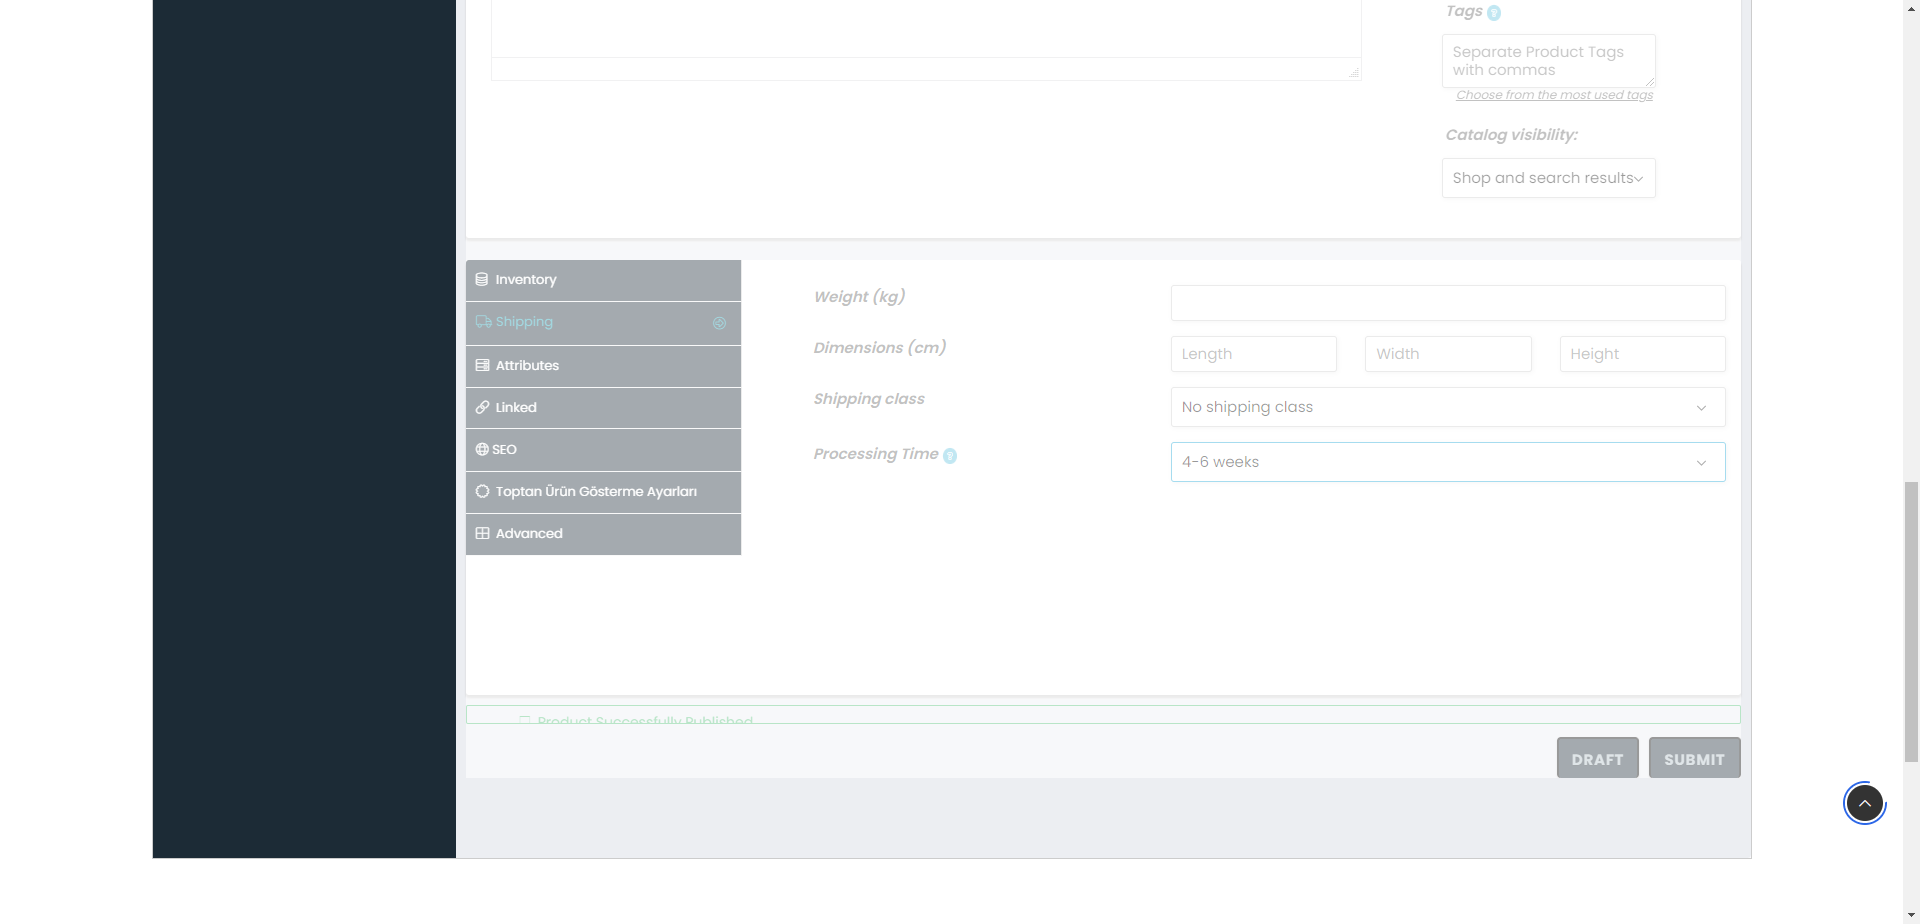 Tags
Separate Product Tags
with commas
Choose from the most used tags
Catalog visibility:
Shop and search results
Inventory
Shipping
Attributes
Linked
SEO
Toptan Ürün Gösterme Ayarları
Advanced
Weight (kg)
Dimensions (cm)
Length
Width
Height
Shipping class
No shipping class
Processing Time
4-6 weeks
Product Successfully Published
DRAFT
SUBMIT